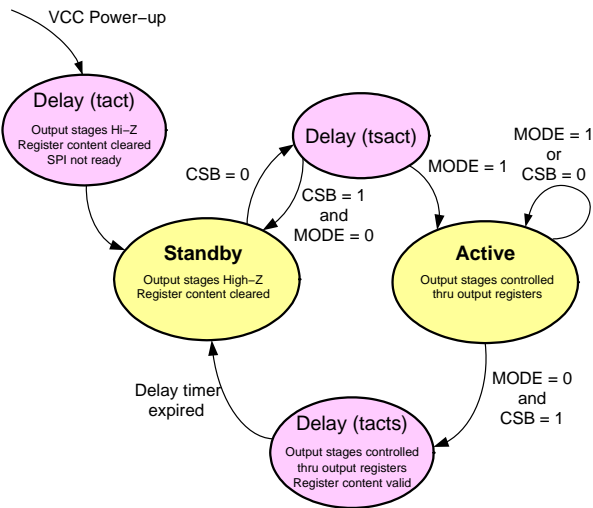 VCC Power-up
Delay (tact)
Output stages Hi-Z
Register content cleared
SPI not ready
Delay (tsact)
CSB = 0
CSB = 1
and
MODE = 0
MODE = 1
MODE = 1
or
CSB = 0
Standby
Output stages High-Z
Register content cleared
Active
Output stages controlled
thru output registers
MODE = 0
and
CSB = 1
Delay timer
expired
Delay (tacts)
Output stages controlled
thru output registers
Register content valid